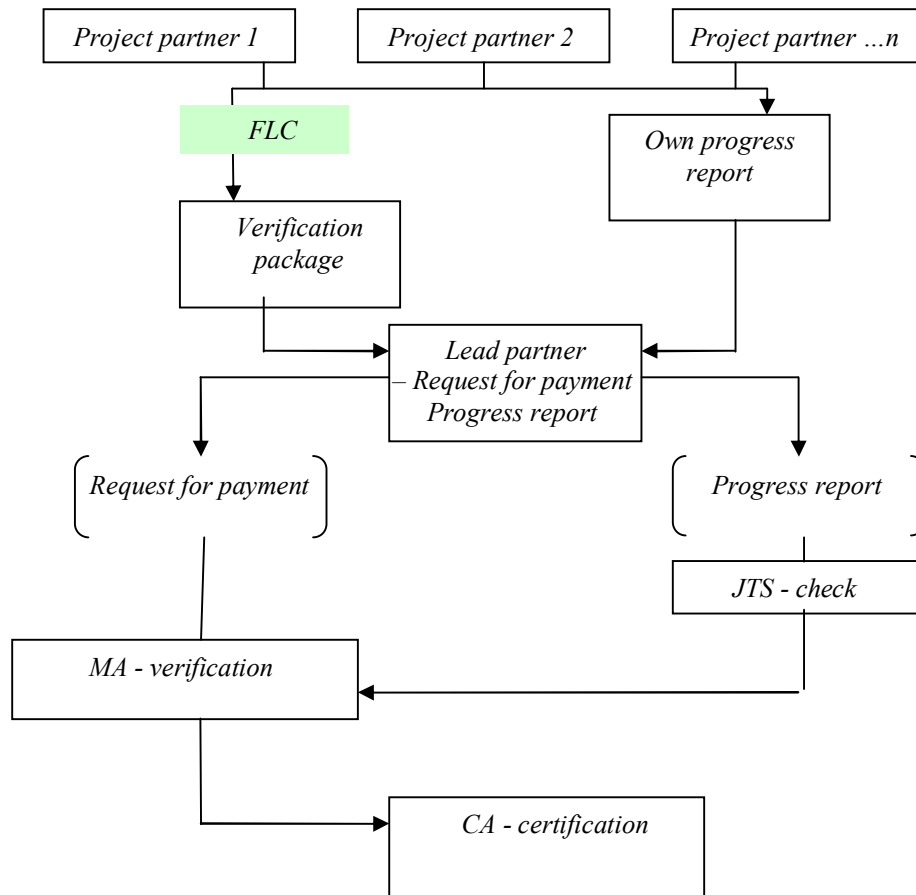 Project partner 1
Project partner 2
Project partner …n
FLC
Own progress
report
Verification
package
Lead partner
– Request for payment
Progress report
Request for payment
Progress report
JTS - check
MA - verification
CA - certification